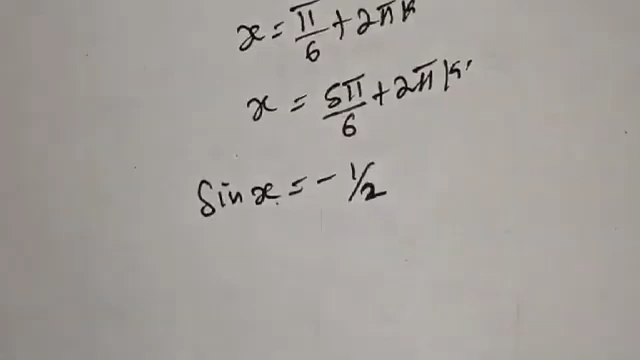 x = π/6 + 2πk
x = 5π/6 + 2πk
Sin x = - 1/2